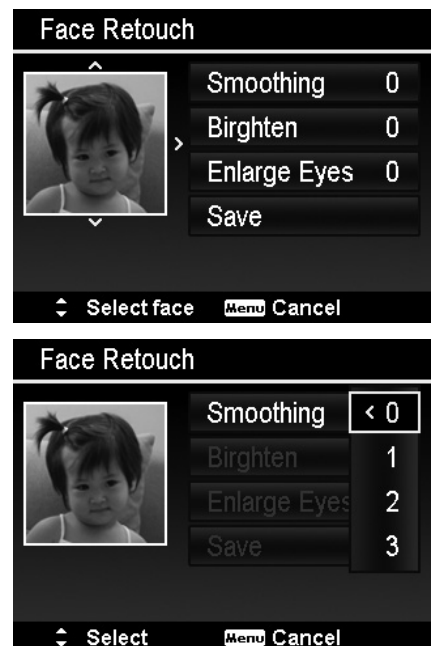 Face Retouch
Smoothing 0
Birghten 0
Enlarge Eyes 0
Save
Select face Menu Cancel
Face Retouch
Smoothing < 0
Birghten 1
Enlarge Eyes 2
Save 3
Select Menu Cancel